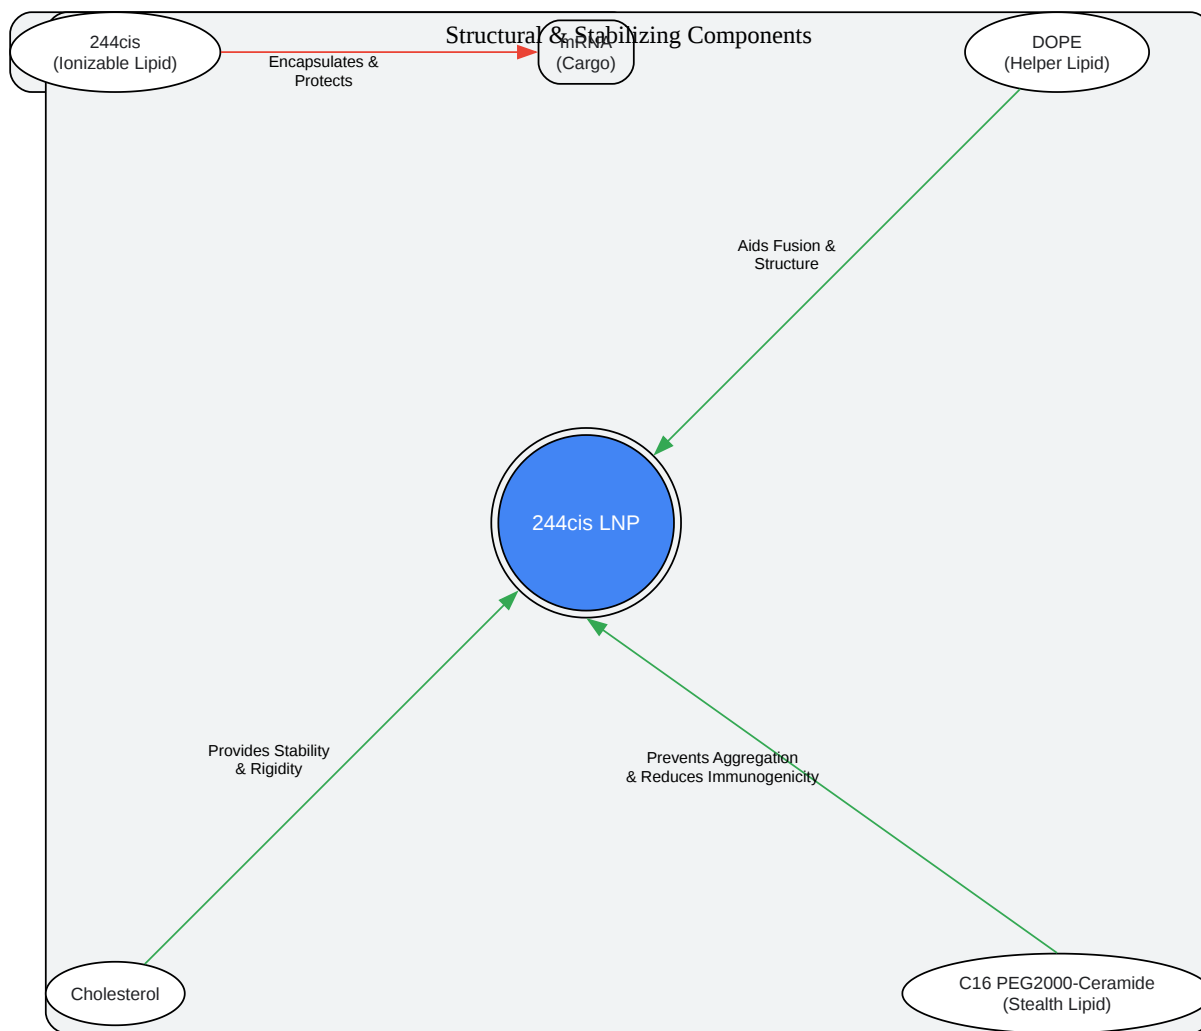 Structural & Stabilizing Components
244cis
(Ionizable Lipid)
Encapsulates &
Protects
mRNA
(Cargo)
DOPE
(Helper Lipid)
Aids Fusion &
Structure
244cis LNP
Provides Stability
& Rigidity
Prevents Aggregation
& Reduces Immunogenicity
Cholesterol
C16 PEG2000-Ceramide
(Stealth Lipid)